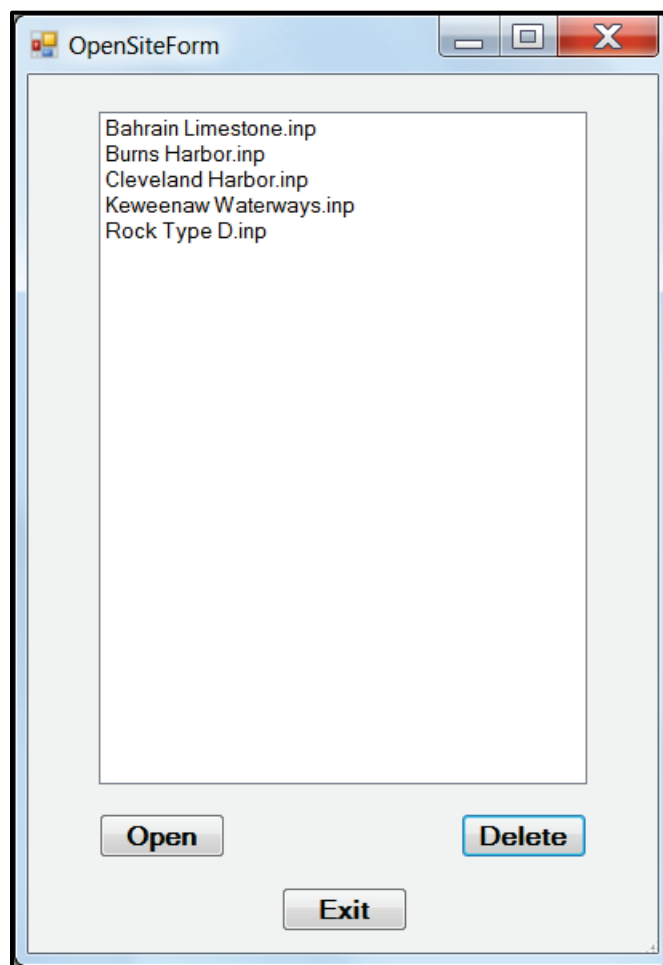 OpenSiteForm
Bahrain Limestone.inp
Burns Harbor.inp
Cleveland Harbor.inp
Keweenaw Waterways.inp
Rock Type D.inp
Open
Delete
Exit